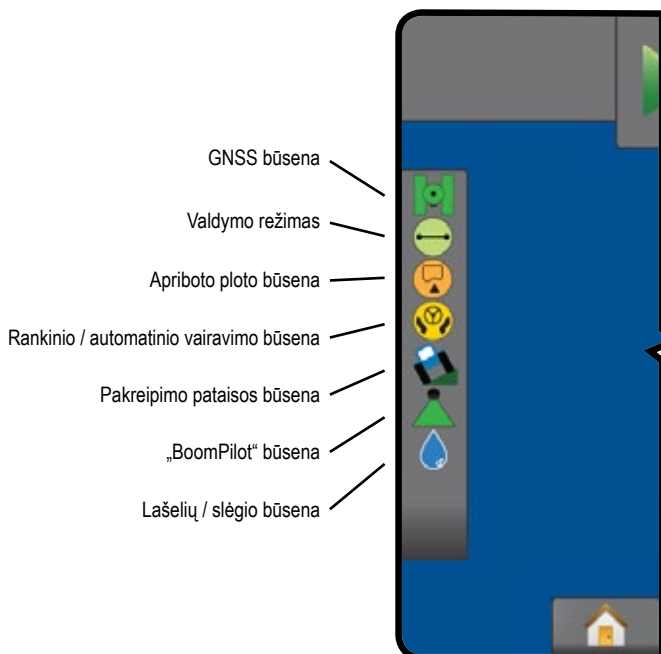 GNSS būsena
Valdymo režimas
Apriboto ploto būsena
Rankinio / automatinio vairavimo būsena
Pakreipimo pataisos būsena
„BoomPilot“ būsena
Lašelių / slėgio būsena